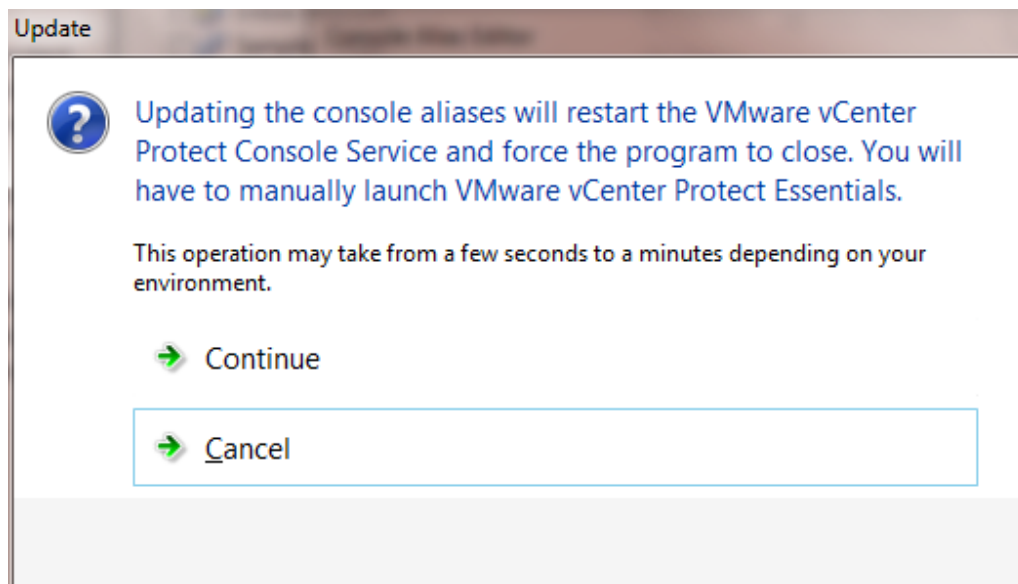 Update
Updating the console aliases will restart the VMware vCenter
Protect Console Service and force the program to close. You will
have to manually launch VMware vCenter Protect Essentials.
This operation may take from a few seconds to a minutes depending on your
environment.
Continue
Cancel